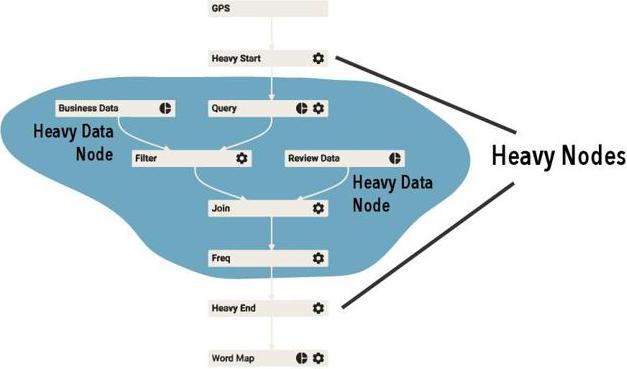 GPS
Heavy Start
Business Data
Query
Heavy Data
Node
Filter
Review Data
Heavy Nodes
Heavy Data
Node
Join
Freq
Heavy End
Word Map